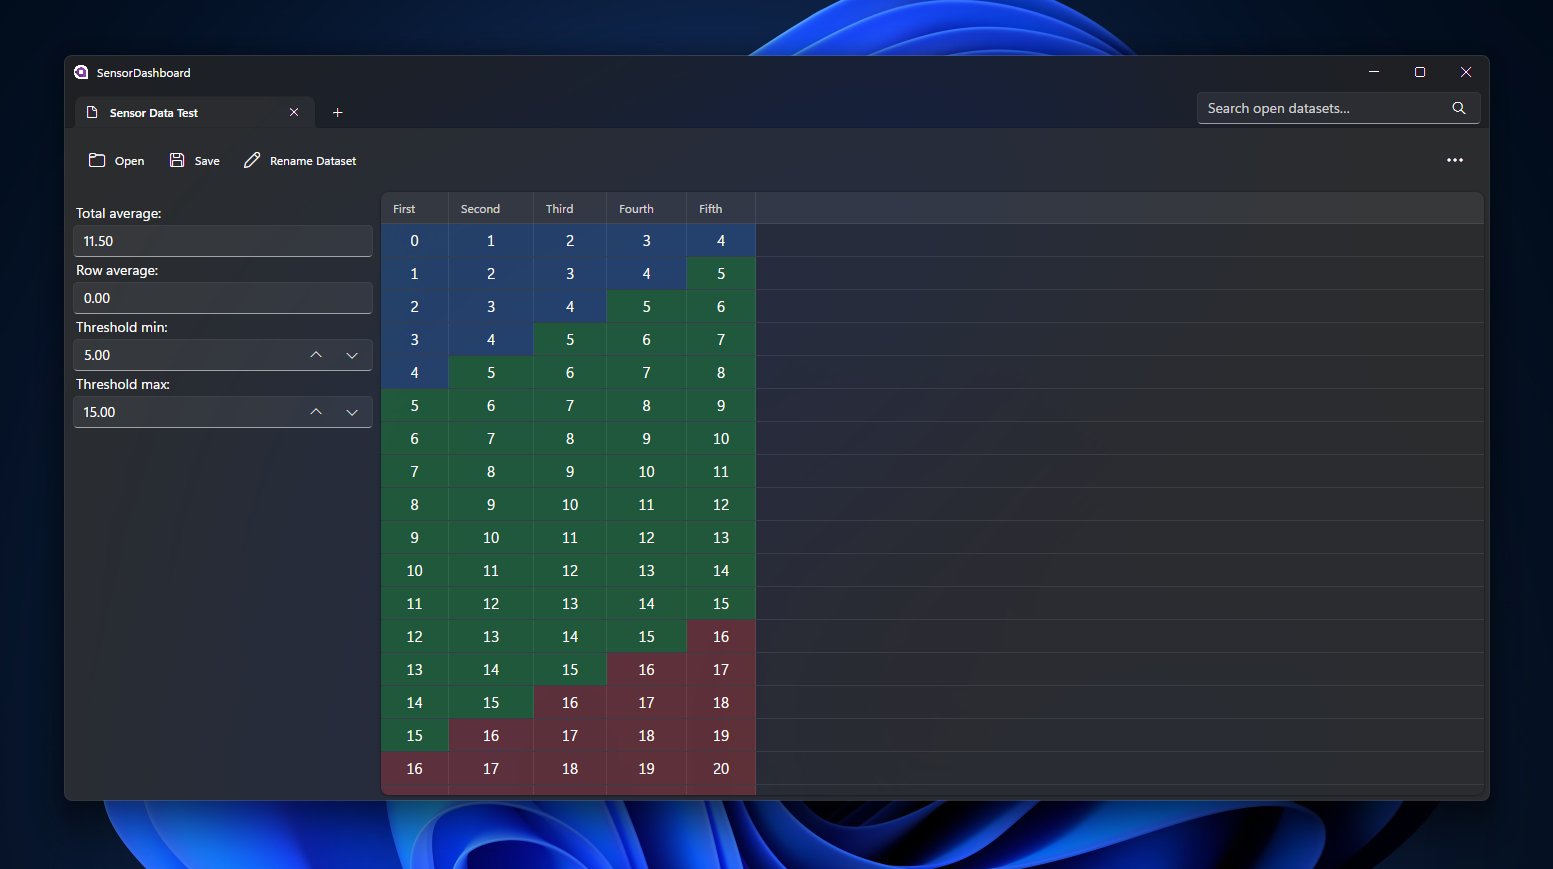 SensorDashboard
Sensor Data Test
Search open datasets...
Open Save Rename Dataset
Total average:
11.50
Row average:
0.00
Threshold min:
5.00
Threshold max:
15.00
First Second Third Fourth Fifth
0 1 2 3 4
1 2 3 4 5
2 3 4 5 6
3 4 5 6 7
4 5 6 7 8
5 6 7 8 9
6 7 8 9 10
7 8 9 10 11
8 9 10 11 12
9 10 11 12 13
10 11 12 13 14
11 12 13 14 15
12 13 14 15 16
13 14 15 16 17
14 15 16 17 18
15 16 17 18 19
16 17 18 19 20